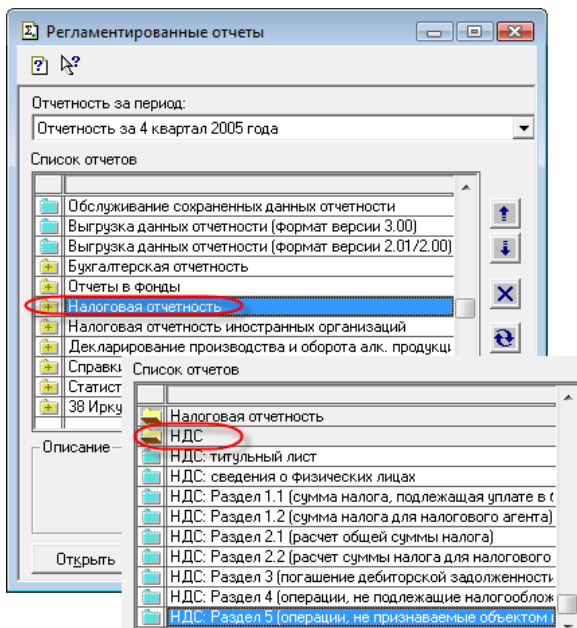 Регламентированные отчеты
Отчетность за период:
Отчетность за 4 квартал 2005 года
Список отчетов
Обслуживание сохраненных данных отчетности
Выгрузка данных отчетности (формат версии 3.00)
Выгрузка данных отчетности (формат версии 2.01/2.00)
Бухгалтерская отчетность
Отчеты в фонды
Налоговая отчетность
Налоговая отчетность иностранных организаций
Декларирование производства и оборота алк. продукци
Справки
Статист
38 Ирку
Описание
Открыть
Список отчетов
Налоговая отчетность
НДС
НДС: титульный лист
НДС: сведения о физических лицах
НДС: Раздел 1.1 (сумма налога, подлежащая уплате в б
НДС: Раздел 1.2 (сумма налога для налогового агента)
НДС: Раздел 2.1 (расчет общей суммы налога)
НДС: Раздел 2.2 (расчет суммы налога для налогового
НДС: Раздел 3 (погашение дебиторской задолженности
НДС: Раздел 4 (операции, не подлежащие налогооблож
НДС: Раздел 5 (операции, не признаваемые объектом